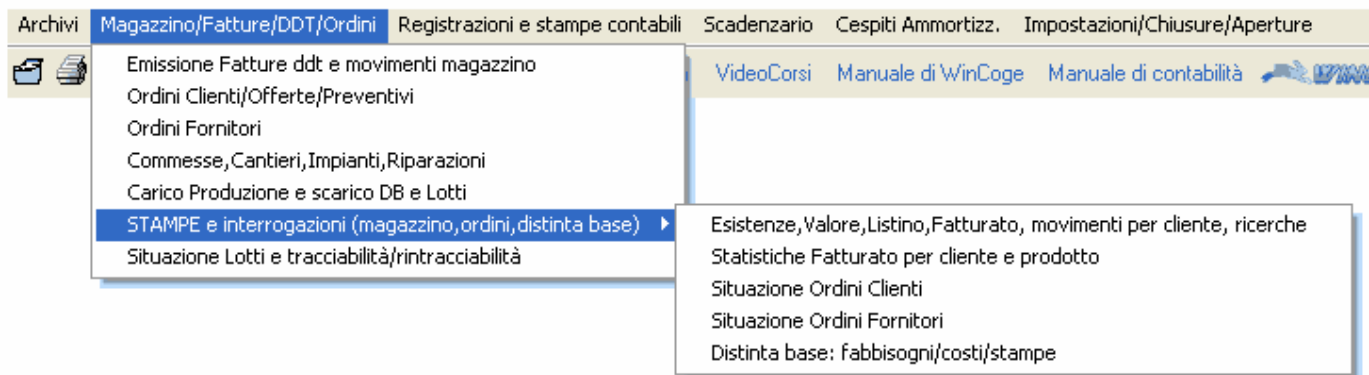 Archivi Magazzino/Fatture/DDT/Ordini Registrazioni e stampe contabili Scadenzario Cespiti Ammortizz. Impostazioni/Chiusure/Aperture
VideoCorsi Manuale di WinCoge Manuale di contabilità
Emissione Fatture ddt e movimenti magazzino
Ordini Clienti/Offerte/Preventivi
Ordini Fornitori
Commesse,Cantieri,Impianti,Riparazioni
Carico Produzione e scarico DB e Lotti
STAMPE e interrogazioni (magazzino,ordini,distinta base)
Situazione Lotti e tracciabilità/rintracciabilità
Esistenze,Valore,Listino,Fatturato, movimenti per cliente, ricerche
Statistiche Fatturato per cliente e prodotto
Situazione Ordini Clienti
Situazione Ordini Fornitori
Distinta base: fabbisogni/costi/stampe